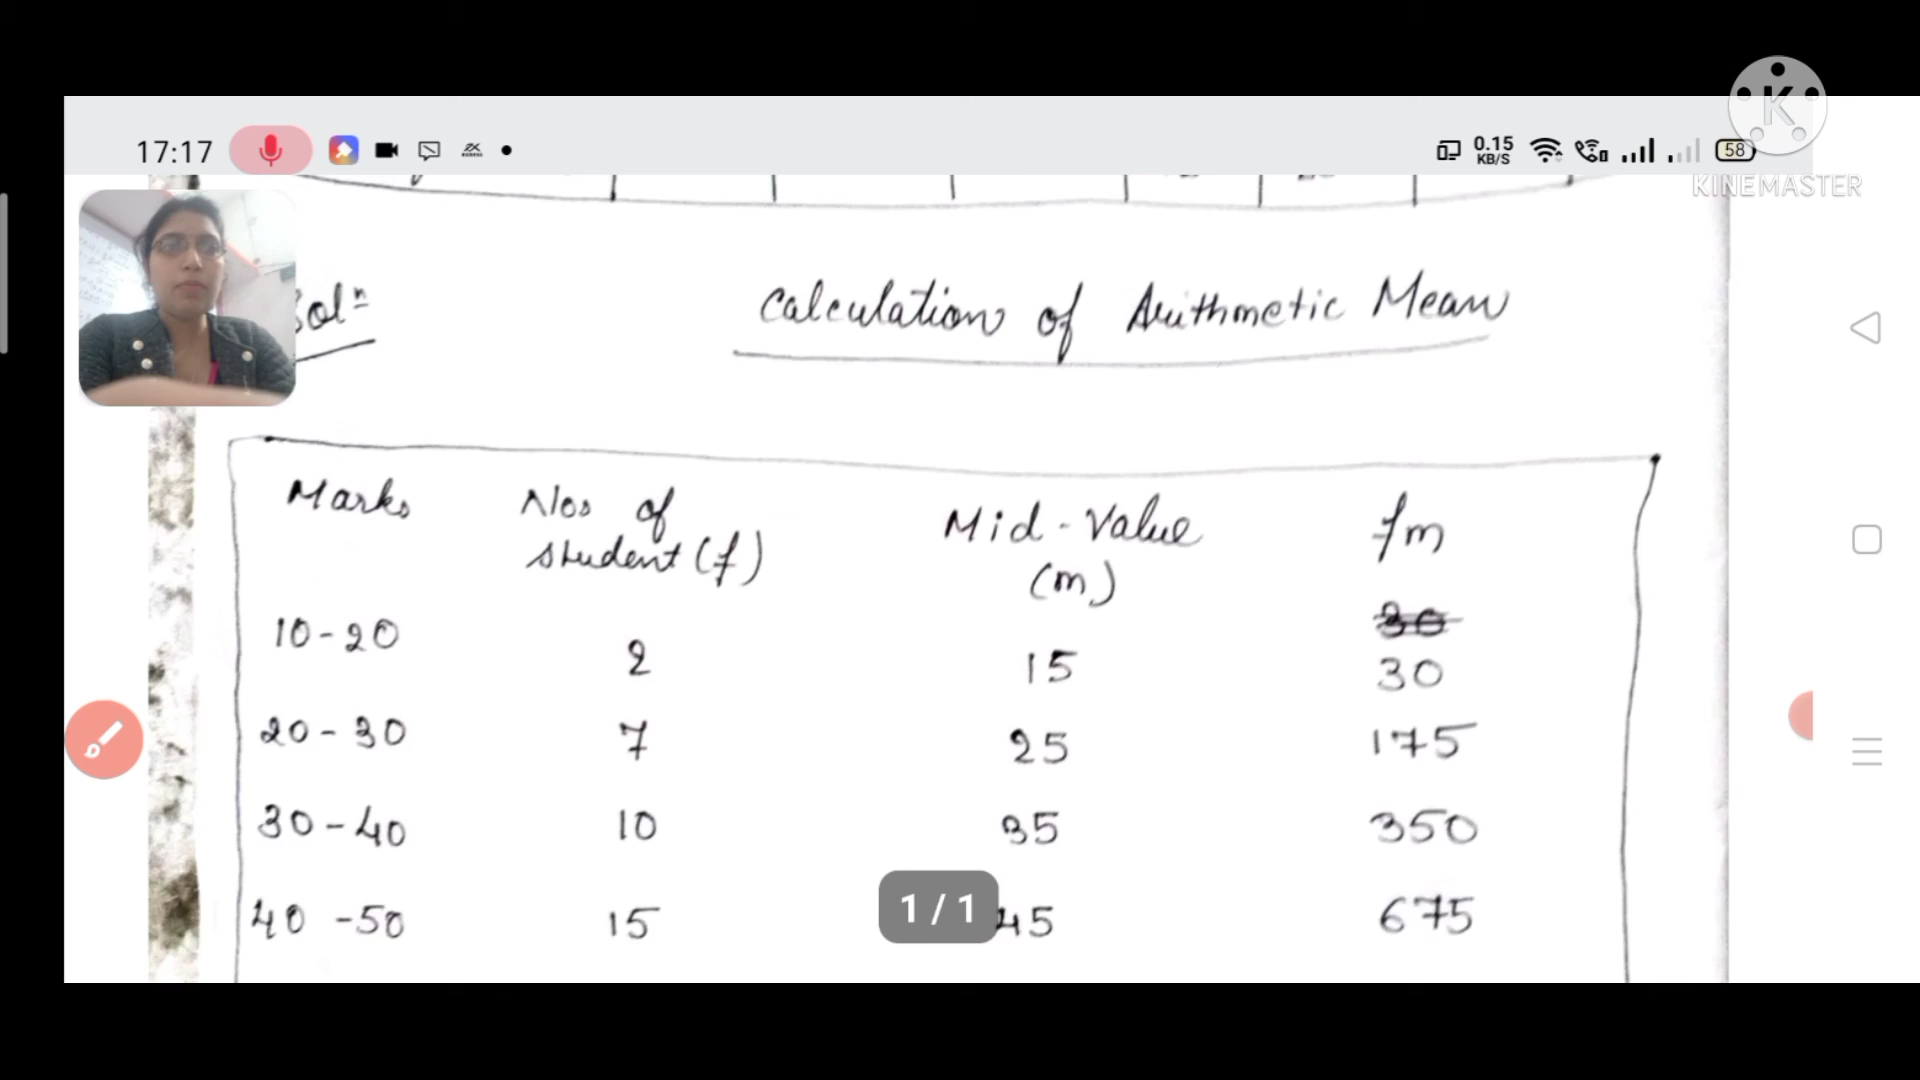 17:17
0.15
KB/S
58
K
KINEMASTER
Solⁿ
Calculation of Arithmetic Mean
Marks Nos of student (f) Mid-Value (m) fm
30
10-20 2 15 30
20-30 7 25 175
30-40 10 35 350
40-50 15 45 675
1/1